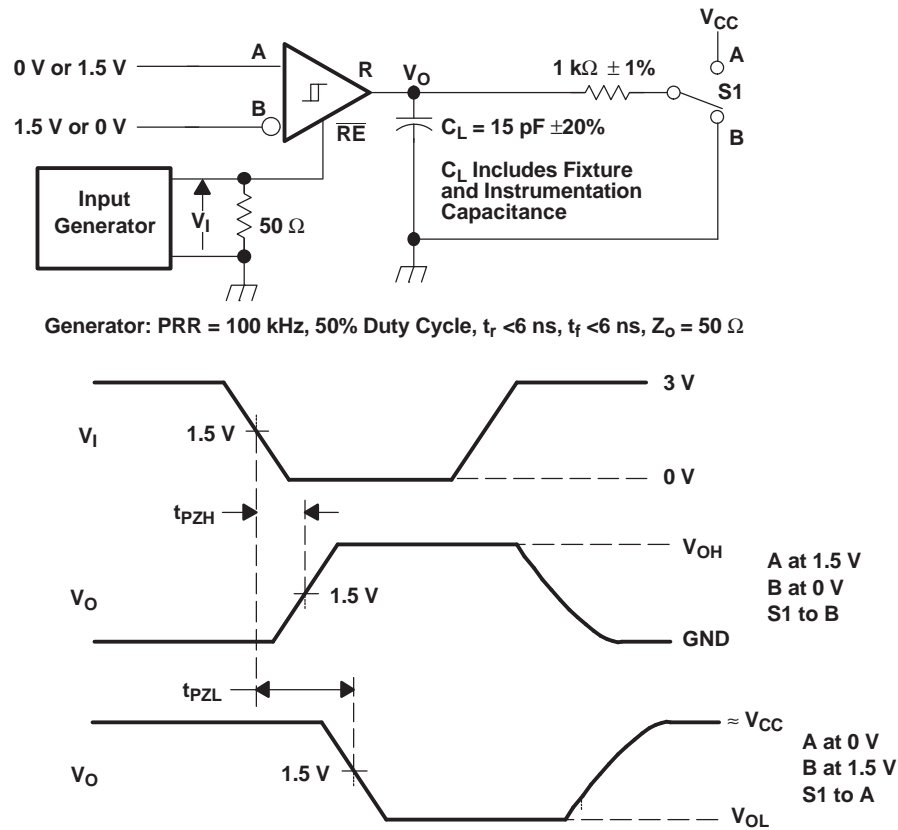 V_CC
A
0 V or 1.5 V
A
R
V_O
1 kΩ ± 1%
S1
B
1.5 V or 0 V
R̅E̅
C_L = 15 pF ±20%
B
C_L Includes Fixture
and Instrumentation
Capacitance
Input
Generator
V_I
50 Ω
Generator: PRR = 100 kHz, 50% Duty Cycle, t_r <6 ns, t_f <6 ns, Z_o = 50 Ω
3 V
V_I
1.5 V
0 V
t_PZH
V_OH
A at 1.5 V
B at 0 V
S1 to B
V_O
1.5 V
GND
t_PZL
≈ V_CC
A at 0 V
B at 1.5 V
S1 to A
V_O
1.5 V
V_OL